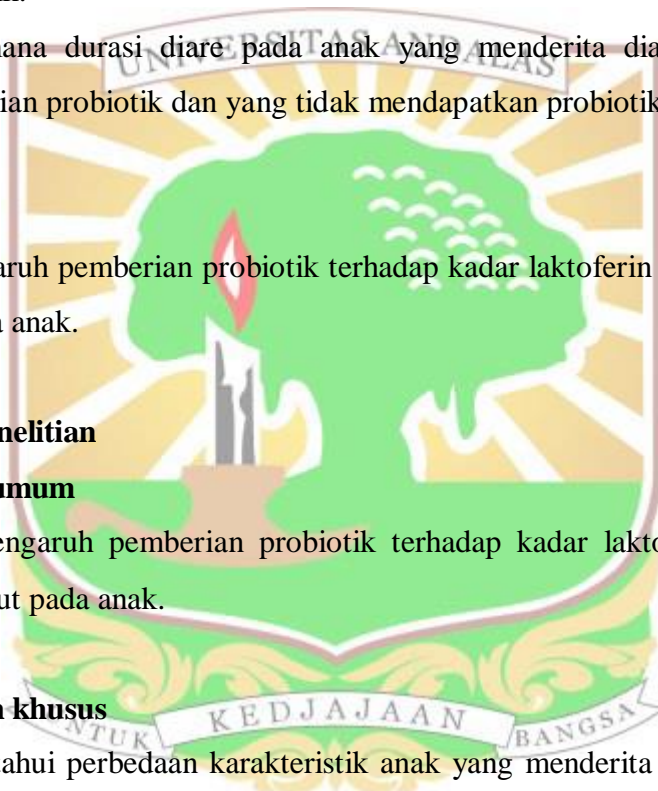 mana durasi diare pada anak yang menderita dia
UNIVERSITAS ANDALAS
ian probiotik dan yang tidak mendapatkan probiotik
aruh pemberian probiotik terhadap kadar laktoferin
a anak.
nelitian
umum
engaruh pemberian probiotik terhadap kadar lakto
ut pada anak.
n khusus
UNTUK KEDJAJAAN BANGSA
ahui perbedaan karakteristik anak yang menderita